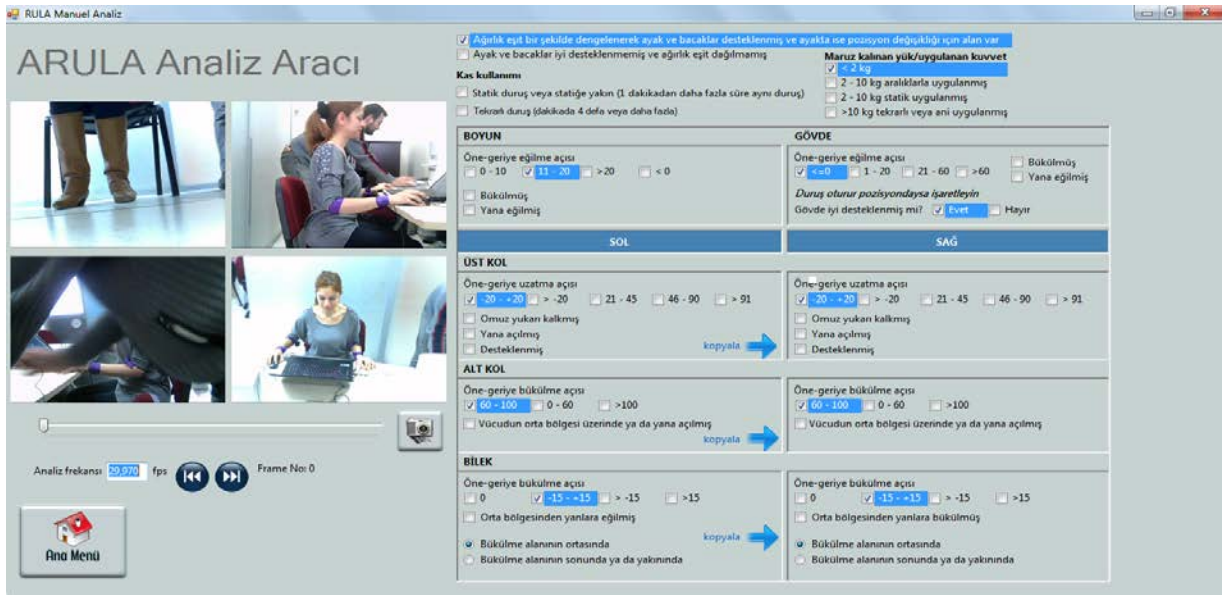 RULA Manuel Analiz
ARULA Analiz Aracı
Ağırlık eşit bir şekilde dengelenerek ayak ve bacaklar desteklenmiş ve ayakta ise pozisyon değişikliği için alan var
Ayak ve bacaklar iyi desteklenmemiş ve ağırlık eşit dağılmamış
Maruz kalınan yük/uygulanan kuvvet
< 2 kg
2 - 10 kg aralıklarla uygulanmış
2 - 10 kg statik uygulanmış
>10 kg tekrarlı veya ani uygulanmış
Kas kullanımı
Statik duruş veya statiğe yakın (1 dakikadan daha fazla süre aynı duruş)
Tekrarlı duruş (dakikada 4 defa veya daha fazla)
BOYUN
Öne-geriye eğilme açısı
0 - 10 11 - 20 >20 < 0
Bükülmüş
Yana eğilmiş
GÖVDE
Öne-geriye eğilme açısı
<=0 1 - 20 21 - 60 >60
Bükülmüş
Yana eğilmiş
Duruş oturur pozisyondaysa işaretleyin
Gövde iyi desteklenmiş mi? Evet Hayır
SOL SAĞ
ÜST KOL
Öne-geriye uzatma açısı
-20 - +20 > -20 21 - 45 46 - 90 > 91
Omuz yukarı kalkmış
Yana açılmış
Desteklenmiş
kopyala
Öne-geriye uzatma açısı
-20 - +20 > -20 21 - 45 46 - 90 > 91
Omuz yukarı kalkmış
Yana açılmış
Desteklenmiş
ALT KOL
Öne-geriye bükülme açısı
60 - 100 0 - 60 >100
Vücudun orta bölgesi üzerinde ya da yana açılmış
kopyala
Öne-geriye bükülme açısı
60 - 100 0 - 60 >100
Vücudun orta bölgesi üzerinde ya da yana açılmış
BİLEK
Öne-geriye bükülme açısı
0 -15 - +15 > -15 >15
Orta bölgesinden yanlara eğilmiş
kopyala
Bükülme alanının ortasında
Bükülme alanının sonunda ya da yakınında
Öne-geriye bükülme açısı
0 -15 - +15 > -15 >15
Orta bölgesinden yanlara bükülmüş
Bükülme alanının ortasında
Bükülme alanının sonunda ya da yakınında
Analiz frekansı 29,970 fps
Frame No: 0
Ana Menü